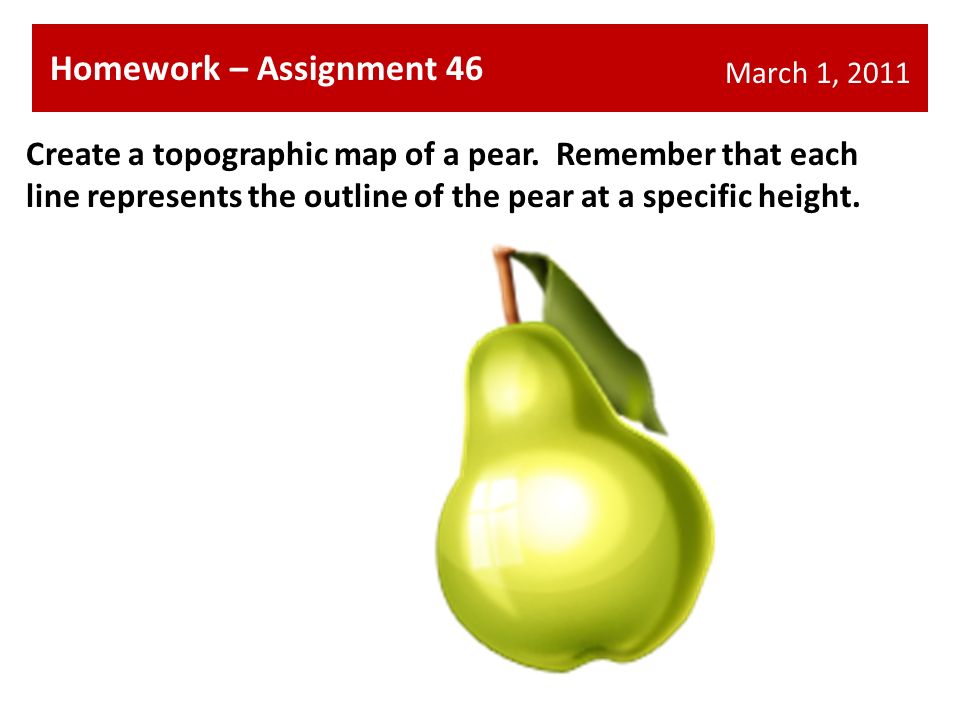 Homework – Assignment 46
March 1, 2011
Create a topographic map of a pear.  Remember that each
line represents the outline of the pear at a specific height.